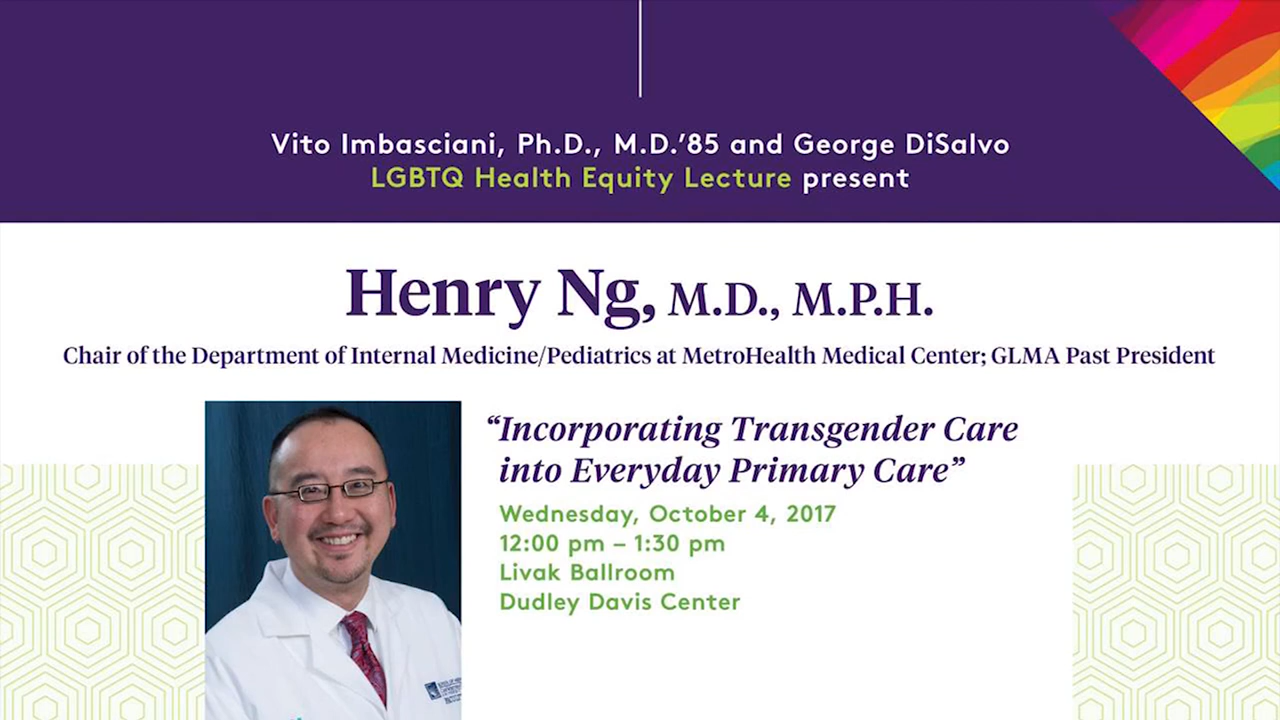 Vito Imbasciani, Ph.D., M.D.’85 and George DiSalvo
LGBTQ Health Equity Lecture present
Henry Ng, M.D., M.P.H.
Chair of the Department of Internal Medicine/Pediatrics at MetroHealth Medical Center; GLMA Past President
“Incorporating Transgender Care
into Everyday Primary Care”
Wednesday, October 4, 2017
12:00 pm – 1:30 pm
Livak Ballroom
Dudley Davis Center